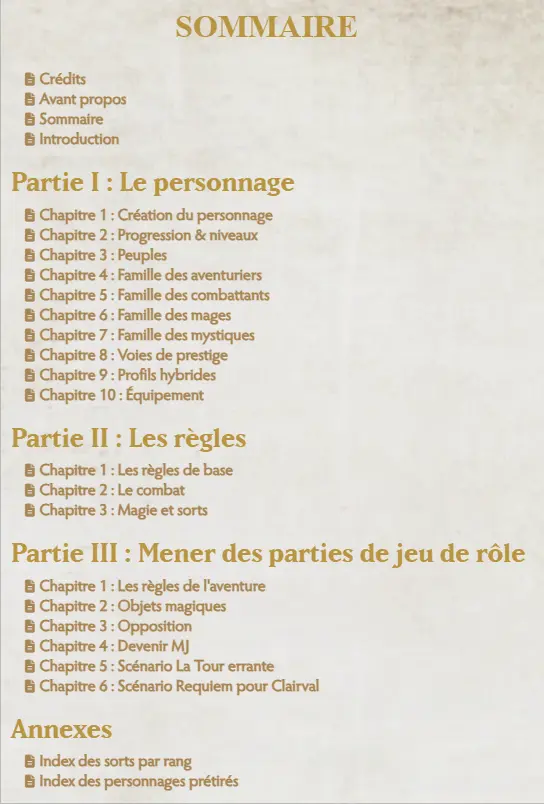 SOMMAIRE
Crédits
Avant propos
Sommaire
Introduction
Partie I : Le personnage
Chapitre 1 : Création du personnage
Chapitre 2 : Progression & niveaux
Chapitre 3 : Peuples
Chapitre 4 : Famille des aventuriers
Chapitre 5 : Famille des combattants
Chapitre 6 : Famille des mages
Chapitre 7 : Famille des mystiques
Chapitre 8 : Voies de prestige
Chapitre 9 : Profils hybrides
Chapitre 10 : Équipement
Partie II : Les règles
Chapitre 1 : Les règles de base
Chapitre 2 : Le combat
Chapitre 3 : Magie et sorts
Partie III : Mener des parties de jeu de rôle
Chapitre 1 : Les règles de l'aventure
Chapitre 2 : Objets magiques
Chapitre 3 : Opposition
Chapitre 4 : Devenir MJ
Chapitre 5 : Scénario La Tour errante
Chapitre 6 : Scénario Requiem pour Clairval
Annexes
Index des sorts par rang
Index des personnages prétirés